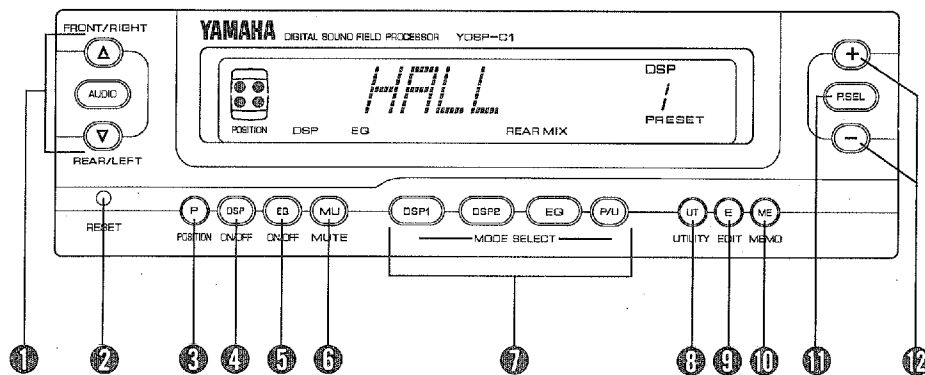 FRONT/RIGHT
AUDIO
REAR/LEFT
YAMAHA DIGITAL SOUND FIELD PROCESSOR YDSP-C1
HALL
DSP
1
PRESET
POSITION DSP EQ REAR MIX
+
P.SEL
−
RESET
P DSP EQ MU DSP1 DSP2 EQ P/U UT E ME
POSITION ON/OFF ON/OFF MUTE MODE SELECT UTILITY EDIT MEMO
1 2 3 4 5 6 7 8 9 10 11 12